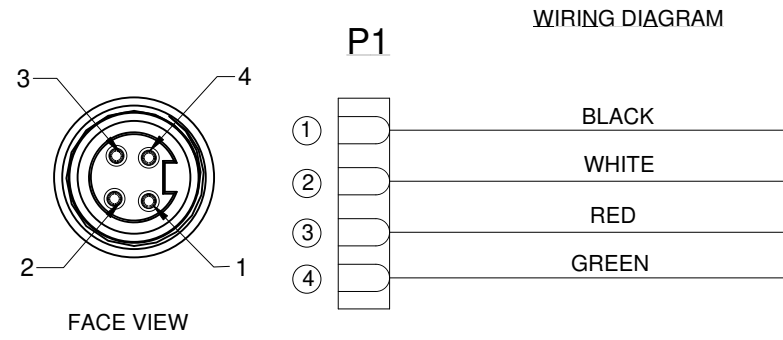 WIRING DIAGRAM
P1
3
4
2
1
FACE VIEW
1 BLACK
2 WHITE
3 RED
4 GREEN